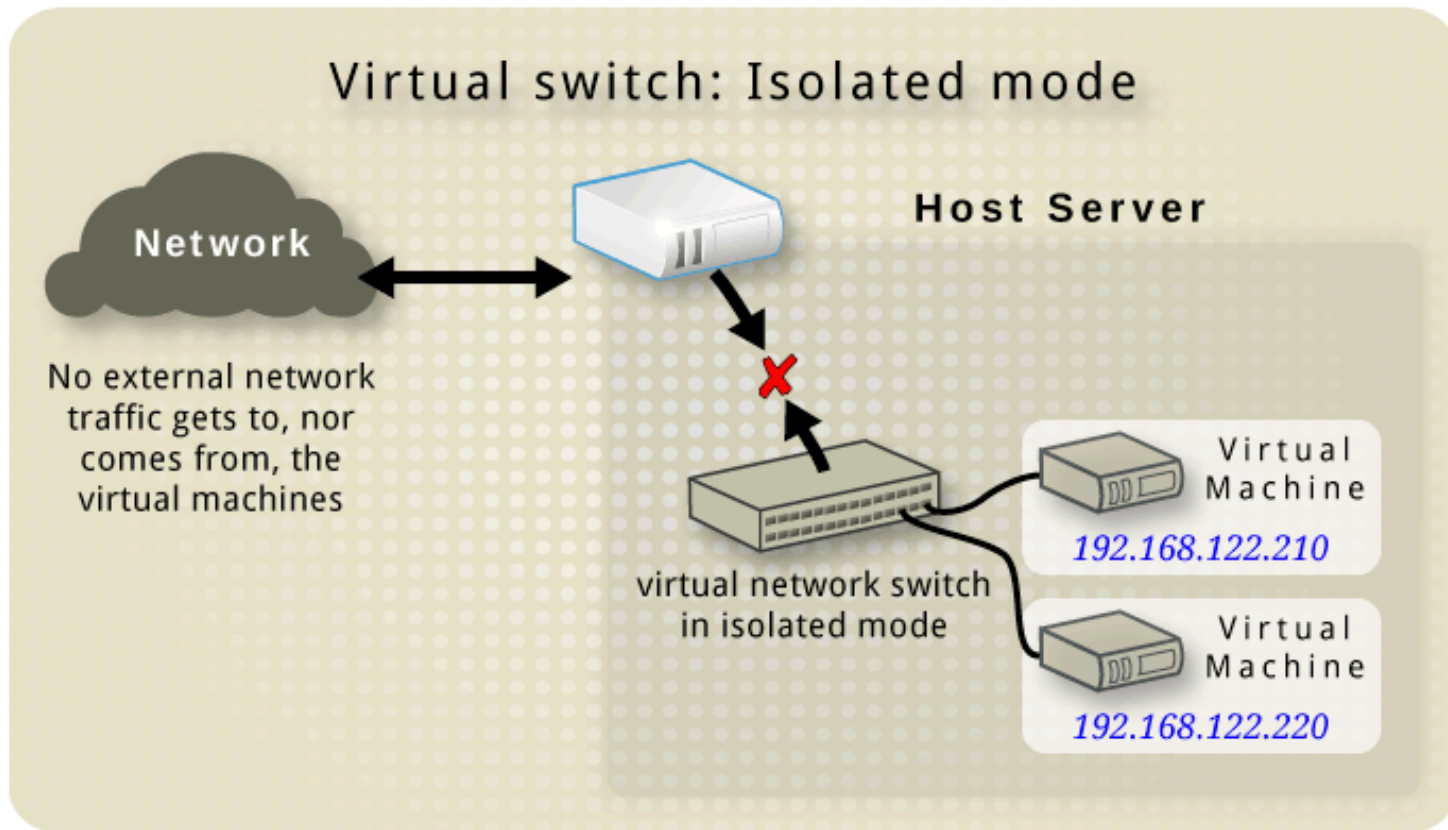 Virtual switch: Isolated mode
Network
Host Server
No external network
traffic gets to, nor
comes from, the
virtual machines
virtual network switch
in isolated mode
Virtual
Machine
192.168.122.210
Virtual
Machine
192.168.122.220